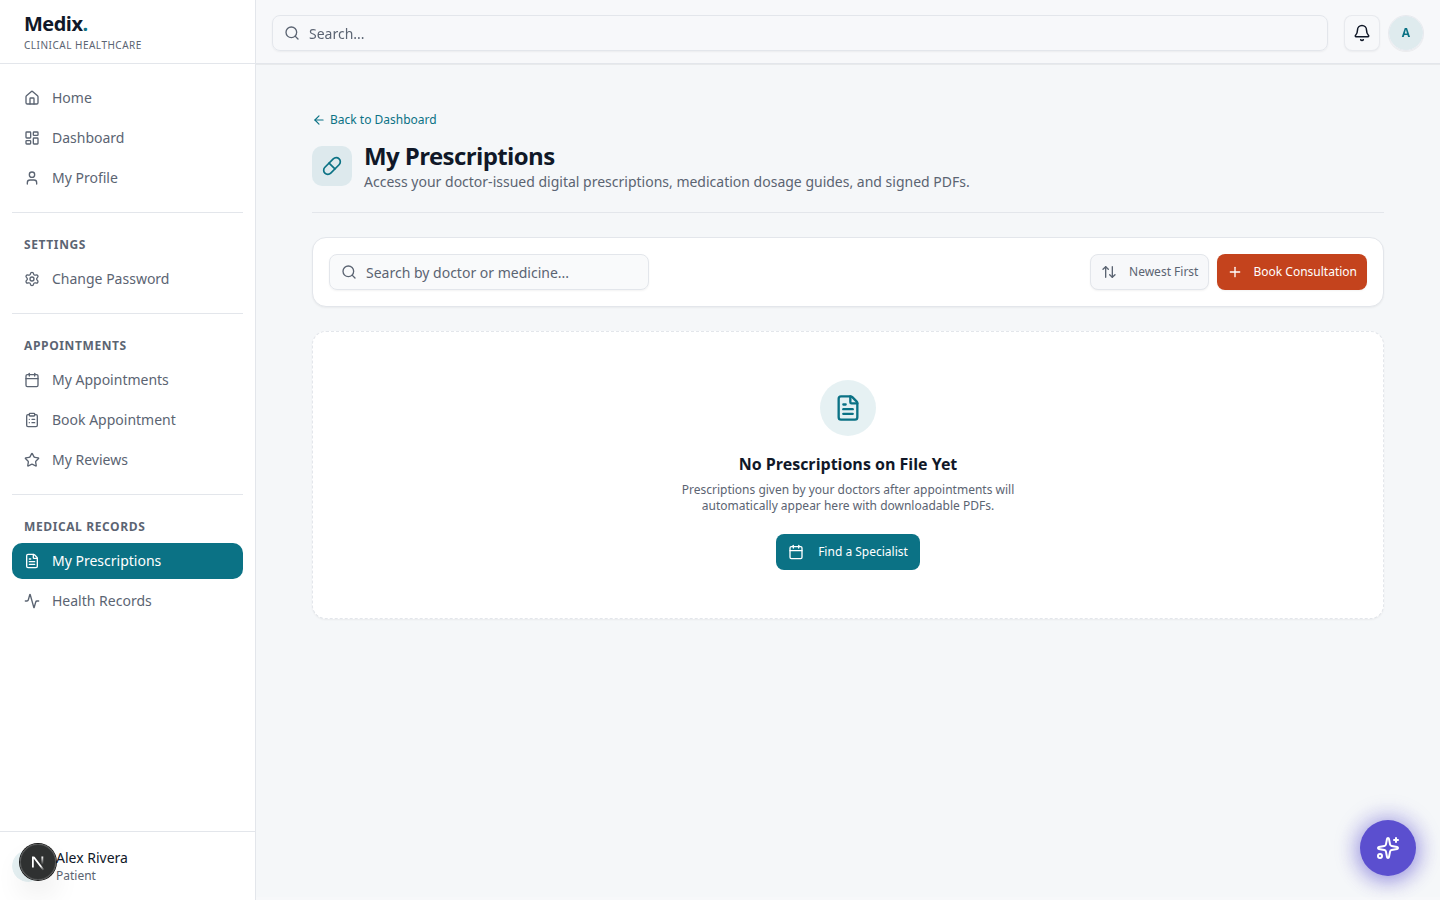 Medix.
CLINICAL HEALTHCARE
Search...
A
Home
Dashboard
My Profile
SETTINGS
Change Password
APPOINTMENTS
My Appointments
Book Appointment
My Reviews
MEDICAL RECORDS
My Prescriptions
Health Records
N
Alex Rivera
Patient
Back to Dashboard
My Prescriptions
Access your doctor-issued digital prescriptions, medication dosage guides, and signed PDFs.
Search by doctor or medicine...
Newest First
Book Consultation
No Prescriptions on File Yet
Prescriptions given by your doctors after appointments will
automatically appear here with downloadable PDFs.
Find a Specialist